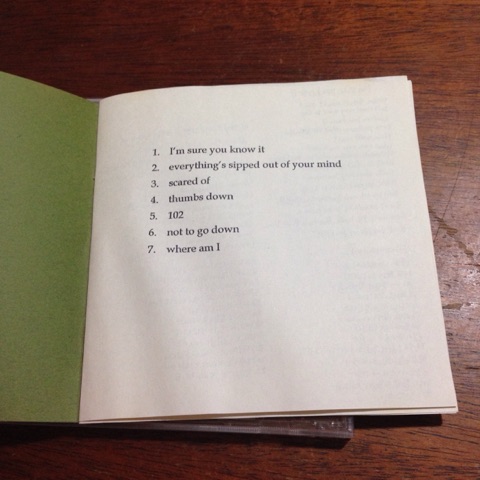 1. I'm sure you know it
2. everything's sipped out of your mind
3. scared of
4. thumbs down
5. 102
6. not to go down
7. where am I